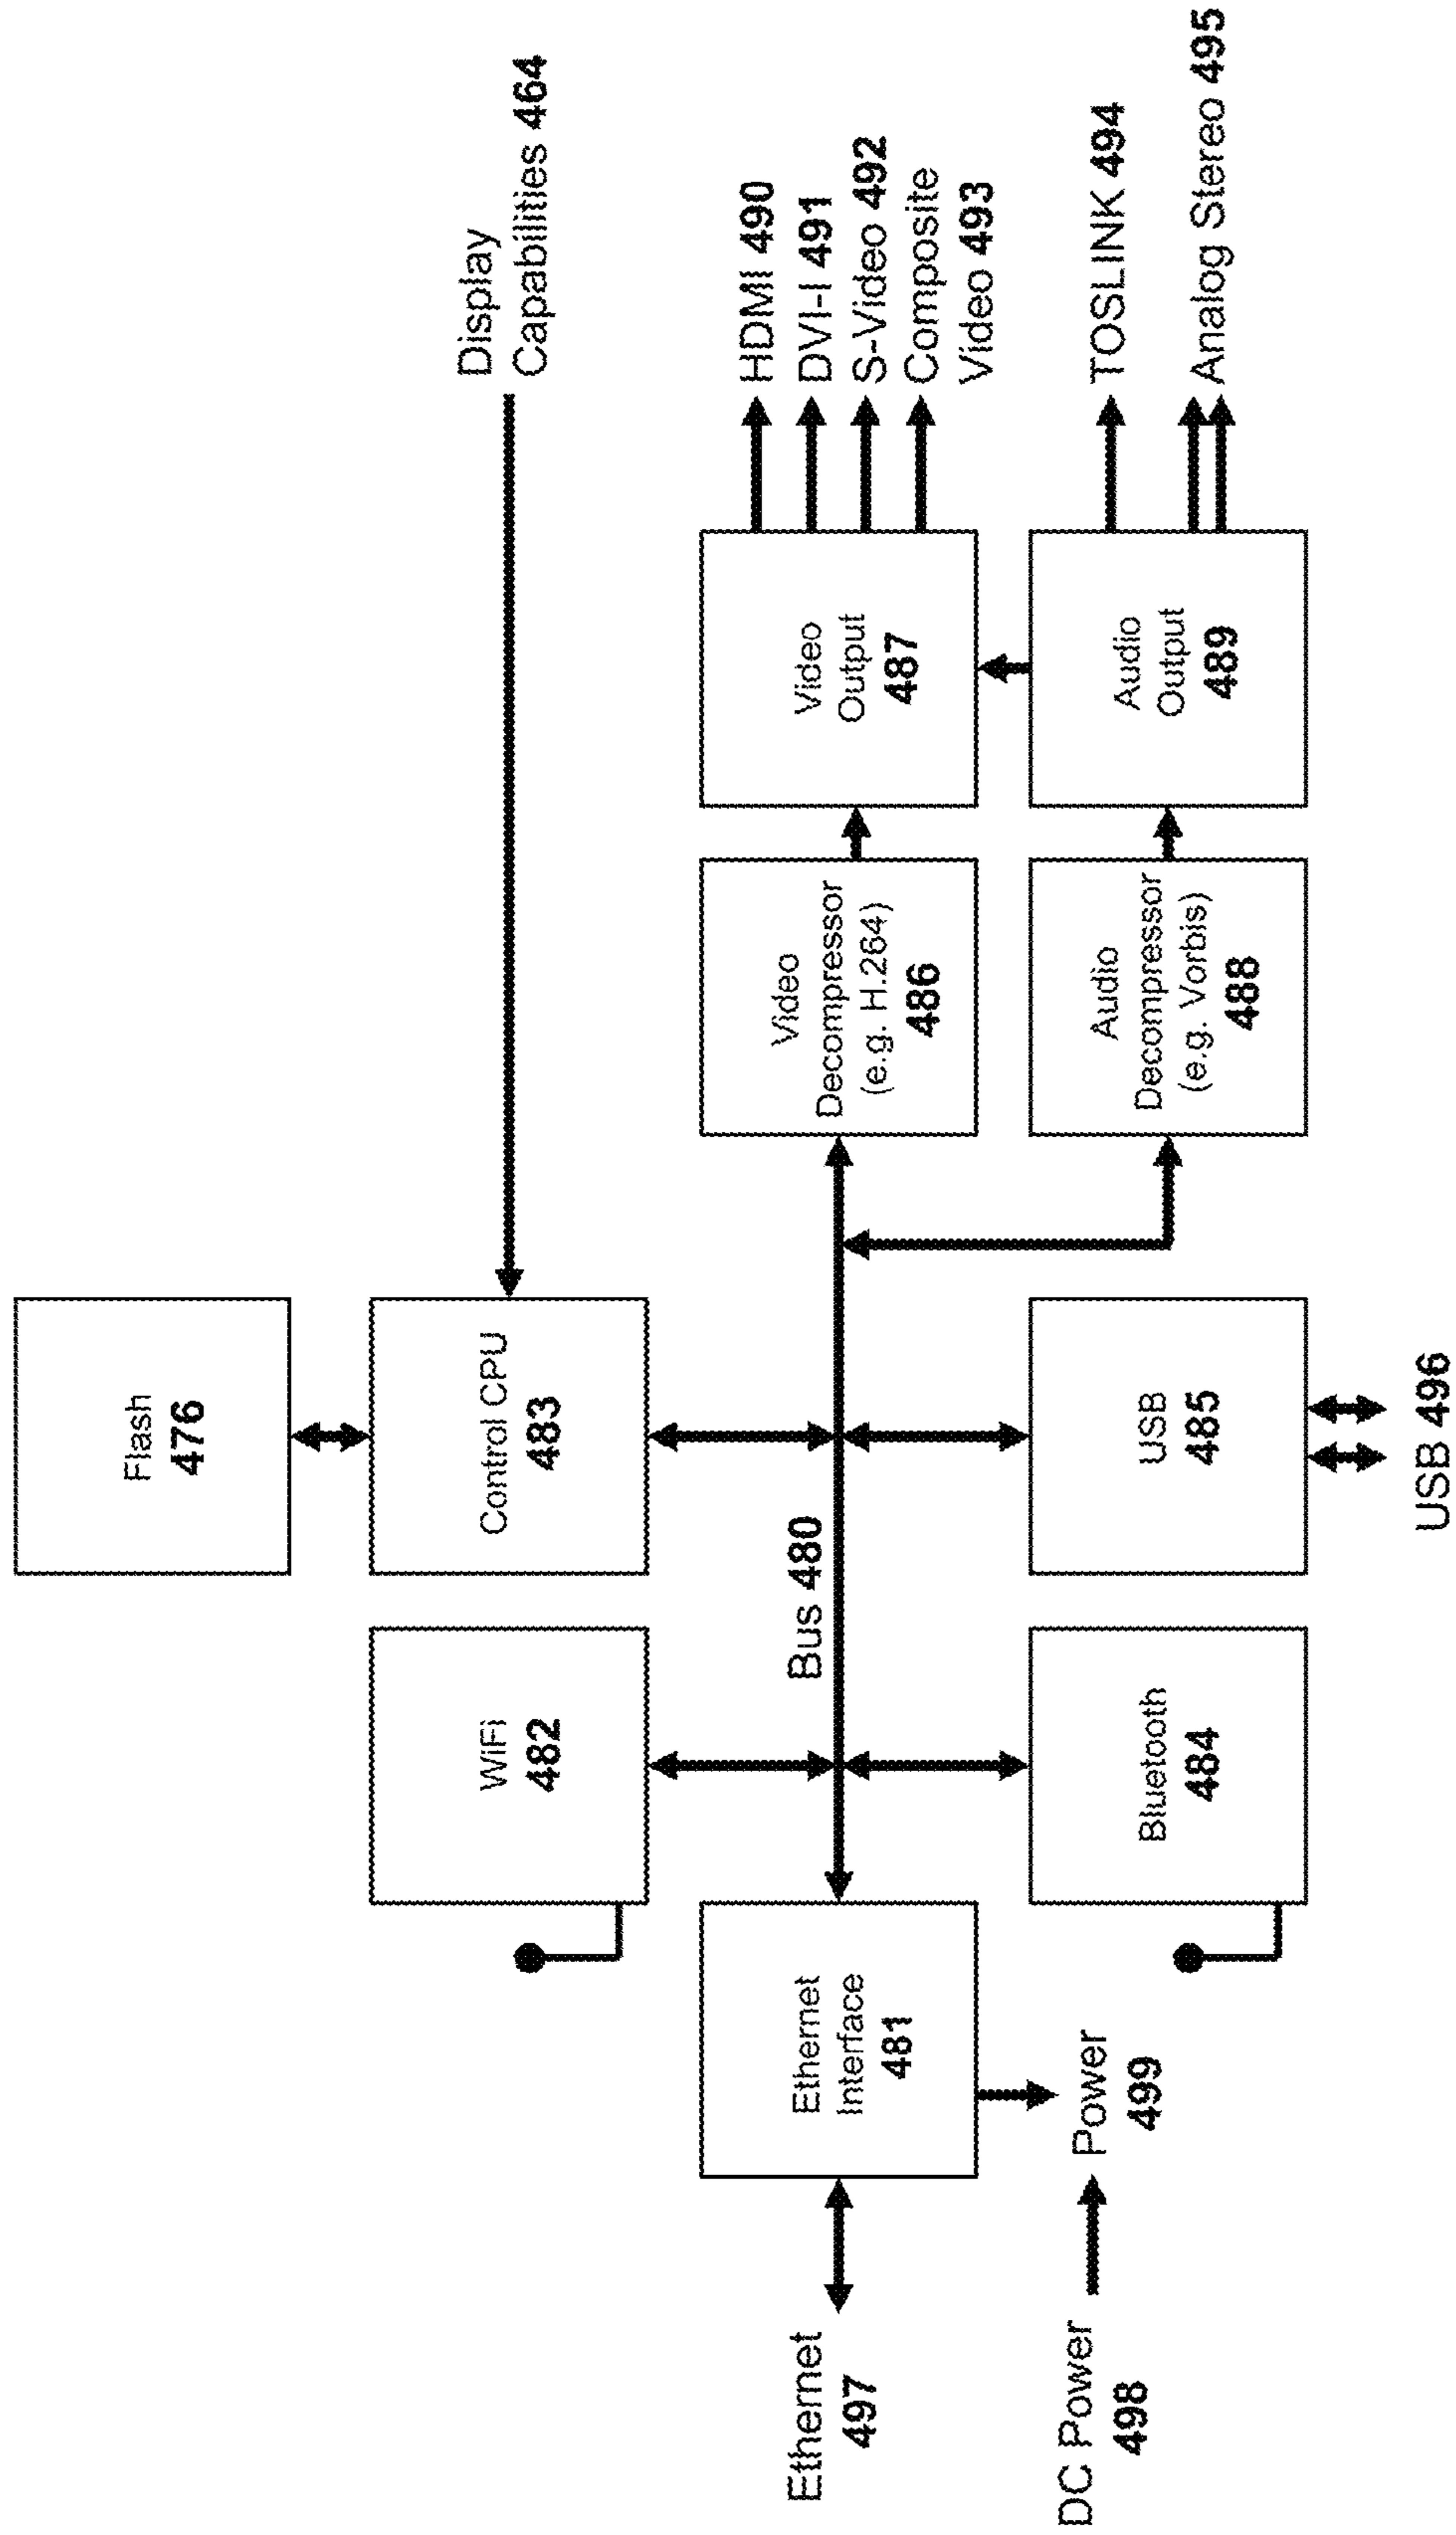 Flash
476
Display
Capabilities 464
WiFi
482
Control CPU
483
Bus 480
Ethernet
497
Ethernet
Interface
481
Video
Decompressor
(e.g. H.264)
486
Video
Output
487
HDMI 490
DVI-I 491
S-Video 492
Composite
Video 493
DC Power
498
Power
499
Bluetooth
484
USB
485
Audio
Decompressor
(e.g. Vorbis)
488
Audio
Output
489
TOSLINK 494
Analog Stereo 495
USB 496